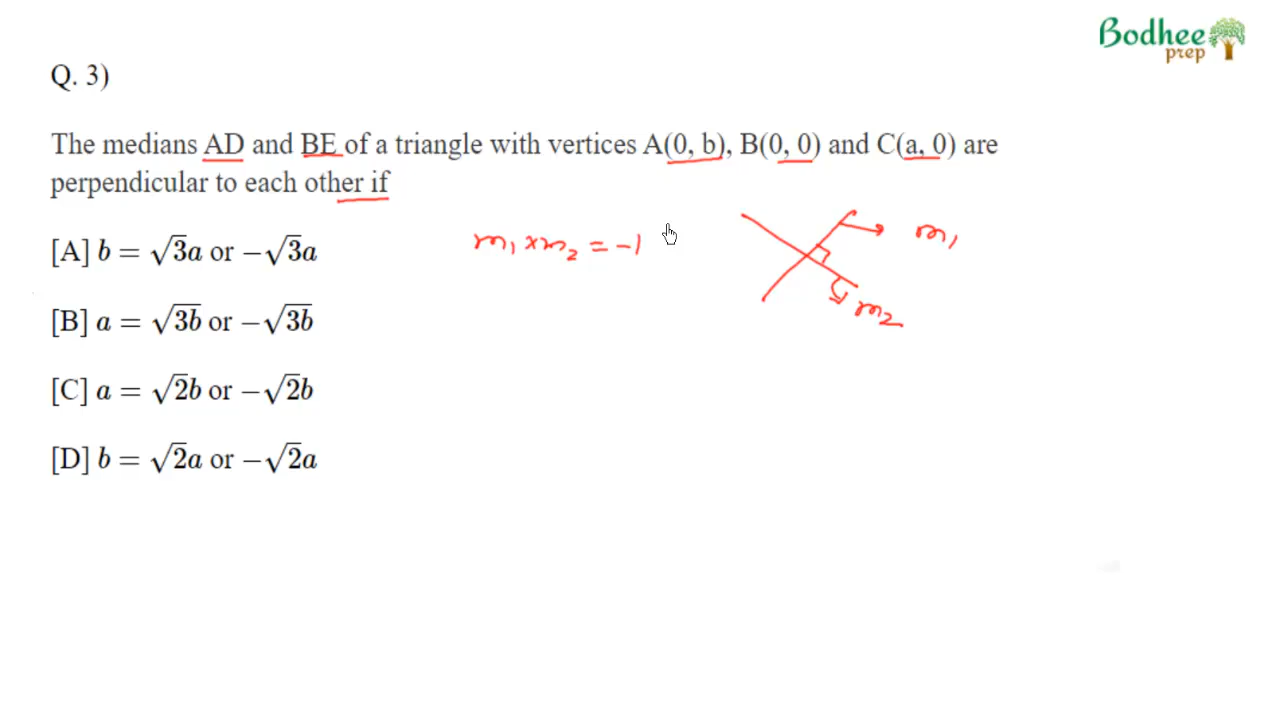 Bodhee
prep
Q. 3)
The medians AD and BE of a triangle with vertices A(0, b), B(0, 0) and C(a, 0) are
perpendicular to each other if
[A] b = √3a or −√3a
m₁ × m₂ = −1
m₁
[B] a = √3b or −√3b
m₂
[C] a = √2b or −√2b
[D] b = √2a or −√2a